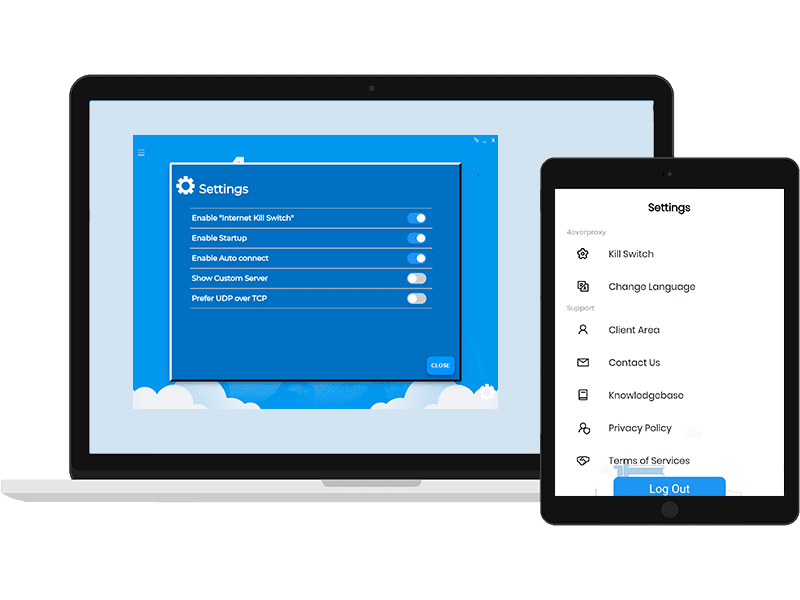 Settings
Enable "Internet Kill Switch"
Enable Startup
Enable Auto connect
Show Custom Server
Prefer UDP over TCP
CLOSE
Settings
4everproxy
Kill Switch
Change Language
Support
Client Area
Contact Us
Knowledgebase
Privacy Policy
Terms of Services
Log Out